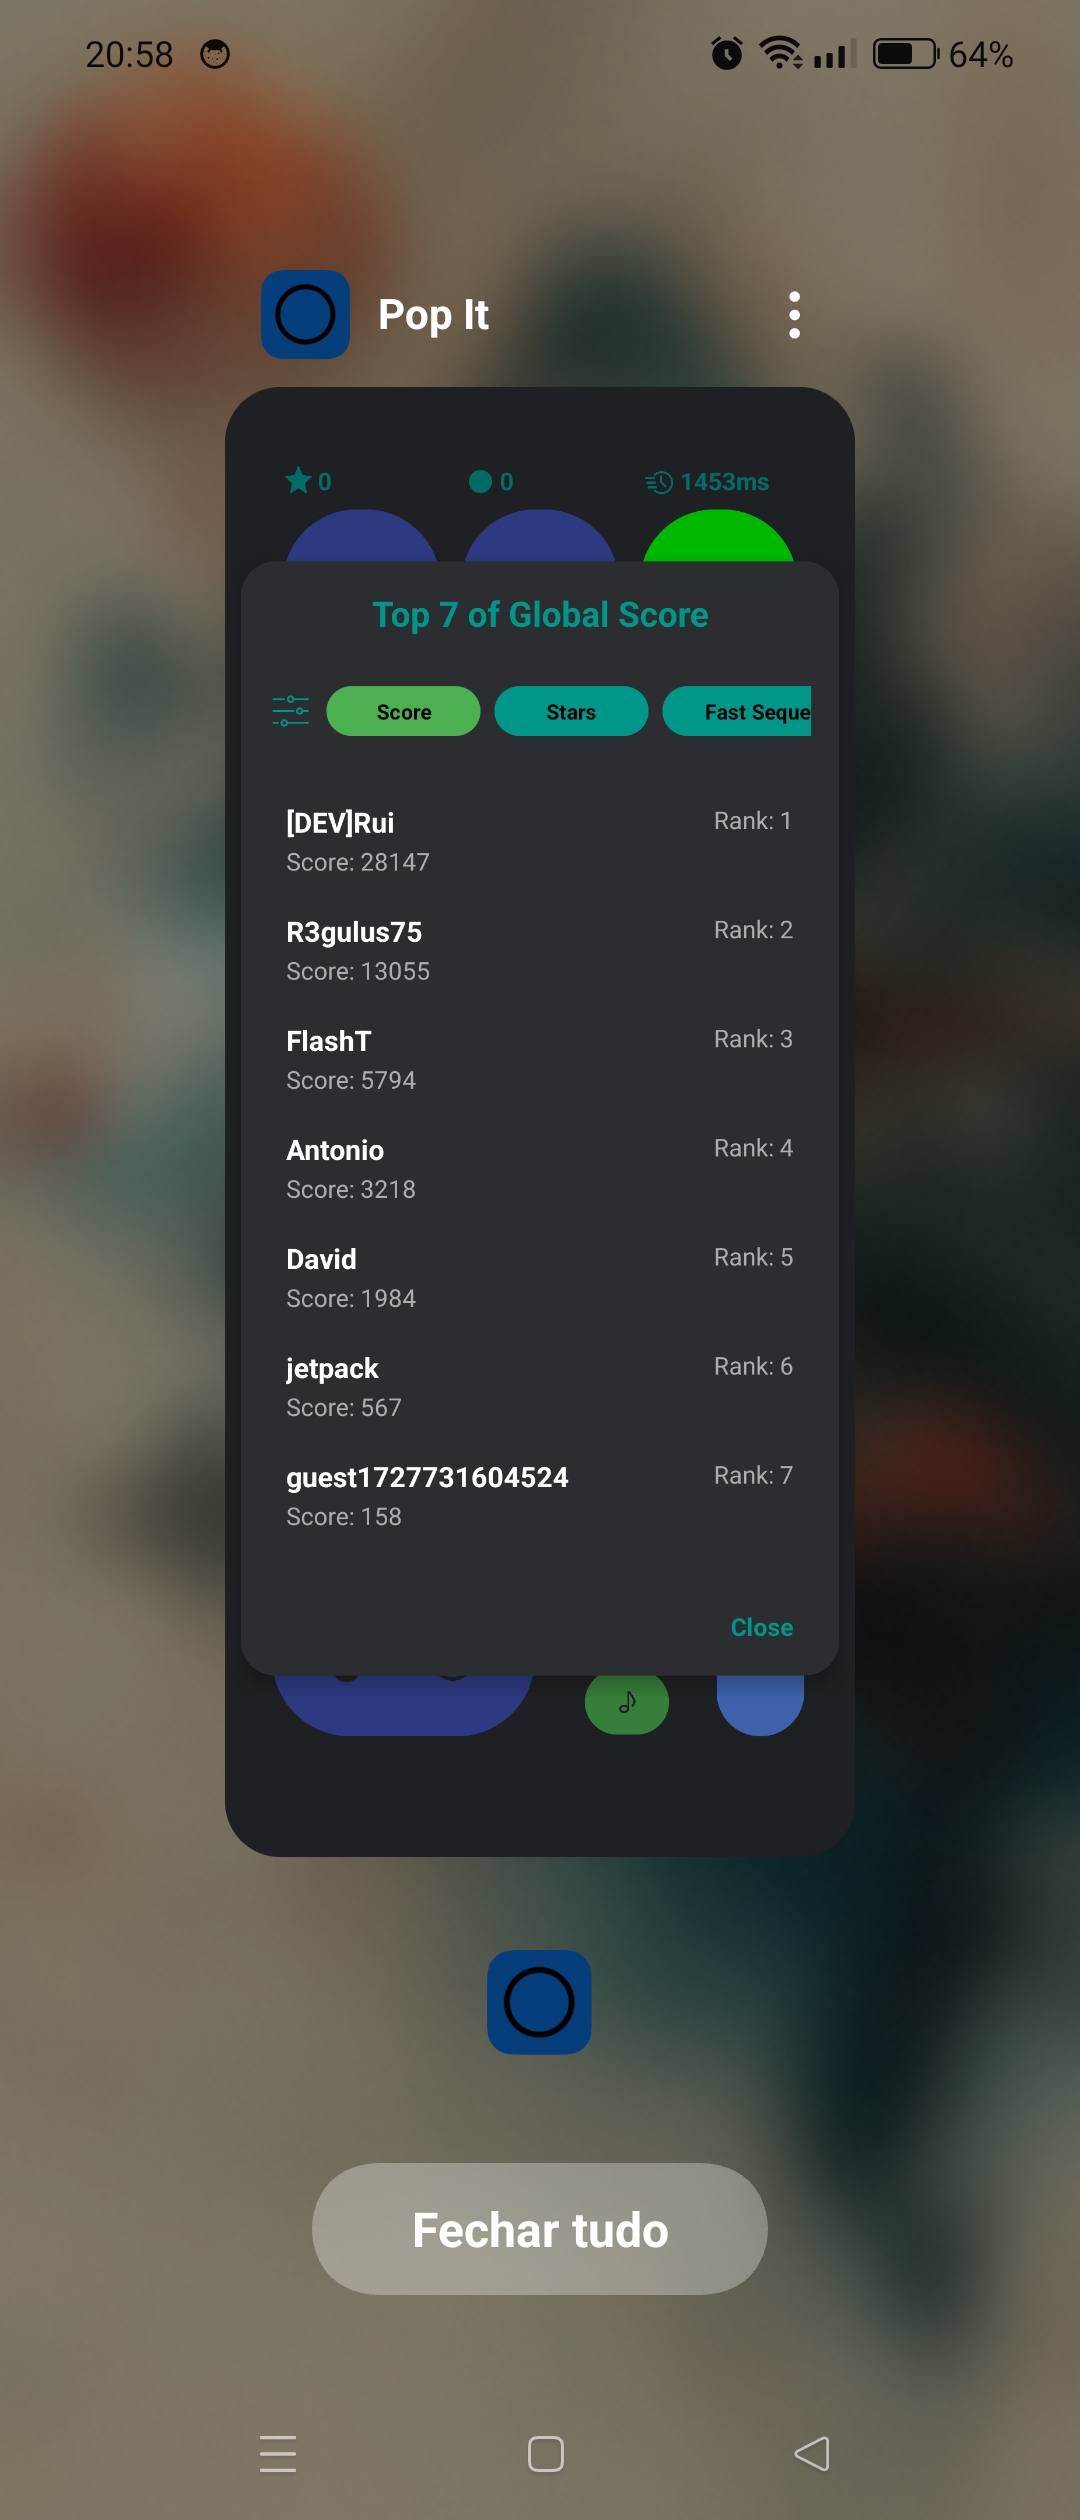 20:58
64%
Pop It
0 0 1453ms
Top 7 of Global Score
Score Stars Fast Seque
[DEV]Rui Rank: 1
Score: 28147
R3gulus75 Rank: 2
Score: 13055
FlashT Rank: 3
Score: 5794
Antonio Rank: 4
Score: 3218
David Rank: 5
Score: 1984
jetpack Rank: 6
Score: 567
guest1727731604524 Rank: 7
Score: 158
Close
Fechar tudo